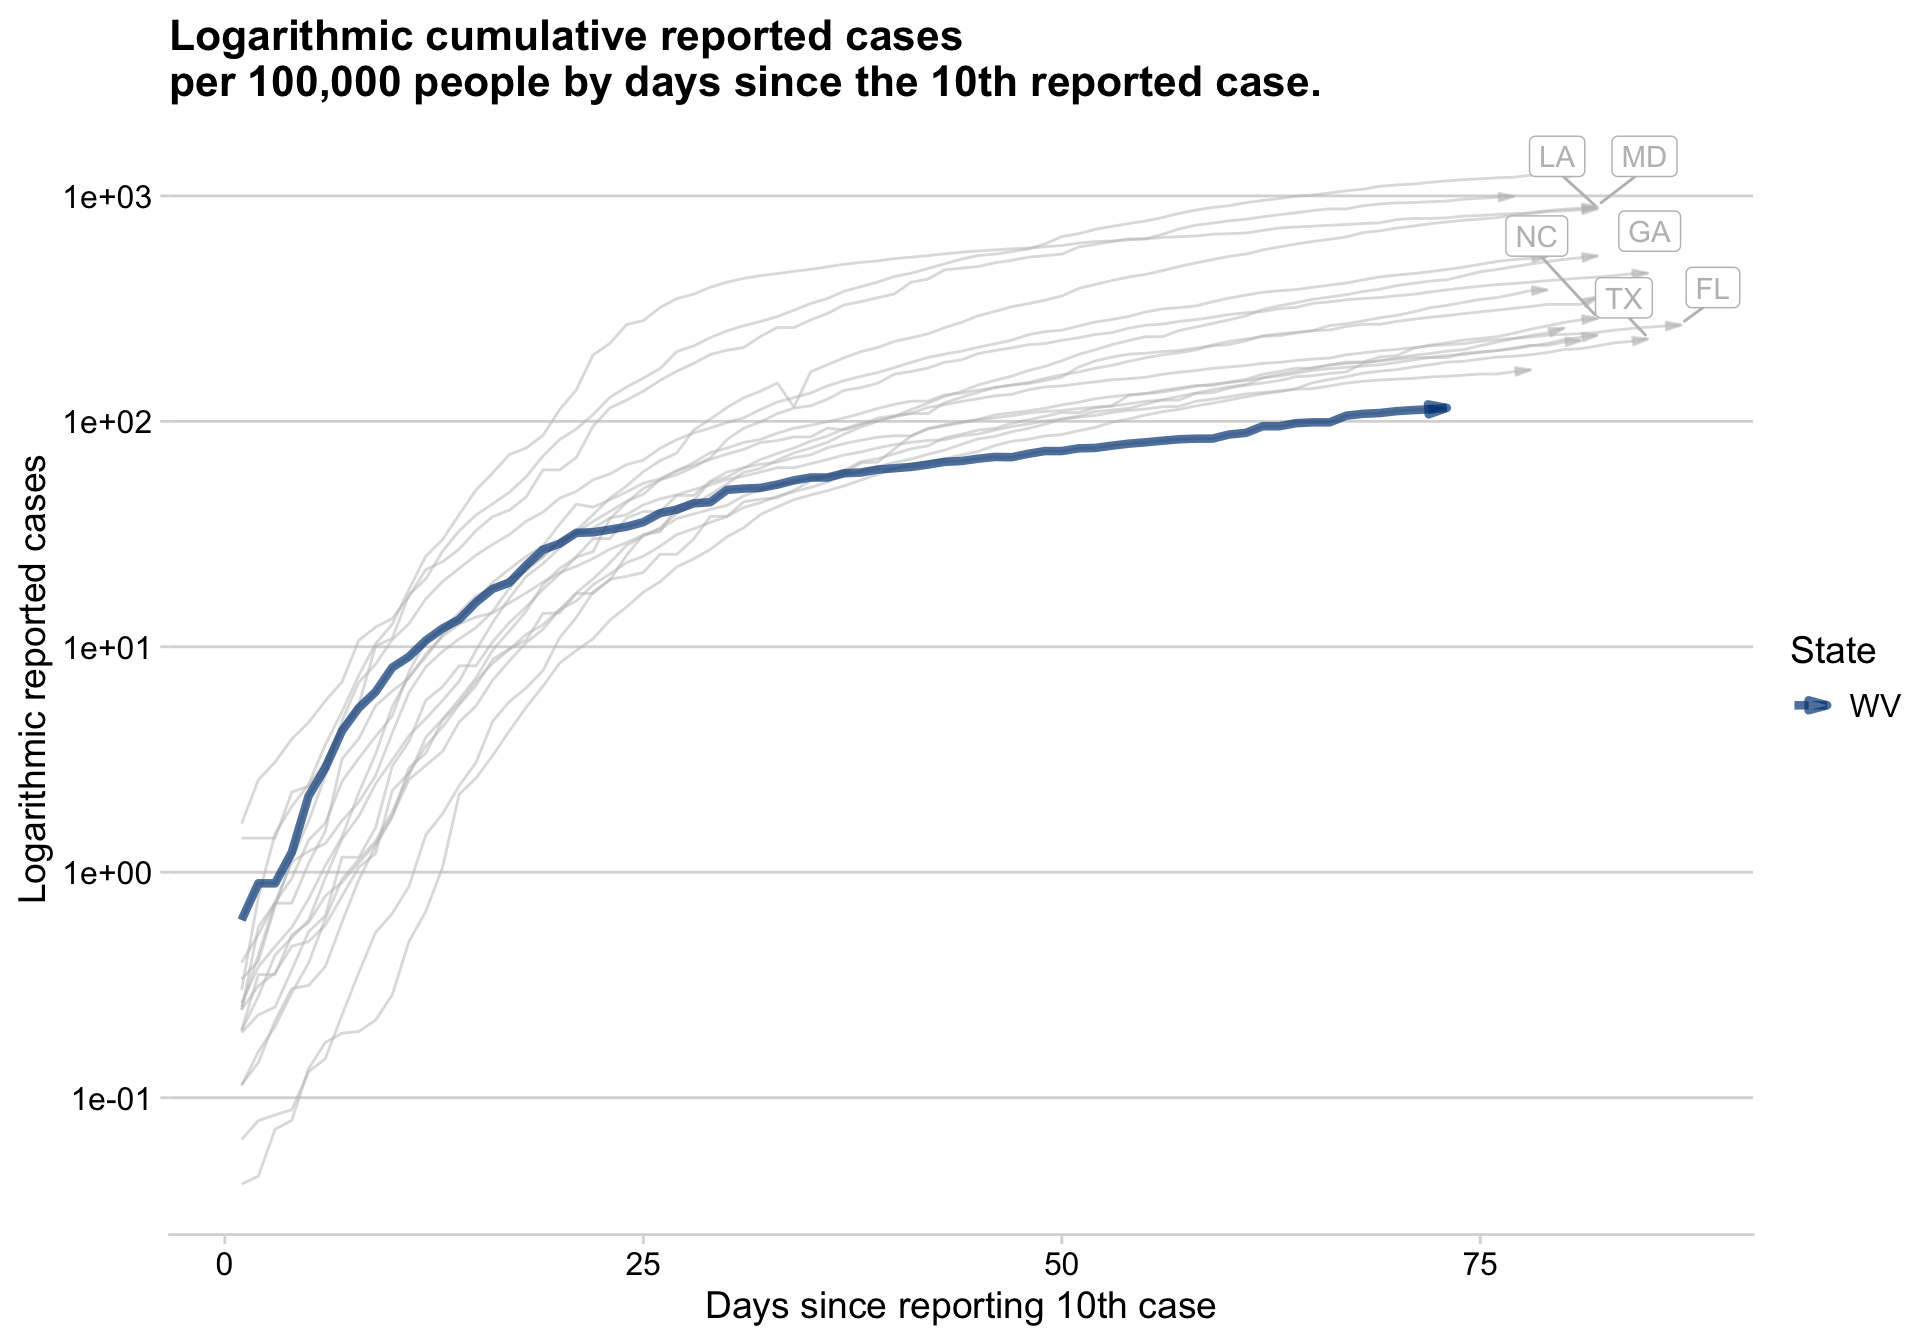 Logarithmic cumulative reported cases
per 100,000 people by days since the 10th reported case.
LA
MD
1e+03
NC
GA
TX
FL
1e+02
1e+01
1e+00
1e-01
Logarithmic reported cases
State
WV
0
25
50
75
Days since reporting 10th case